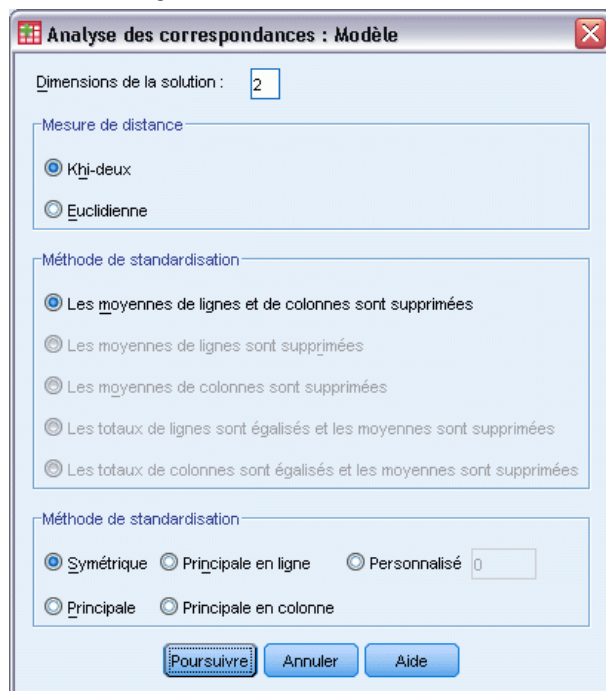 Analyse des correspondances : Modèle
Dimensions de la solution : 2
Mesure de distance
Khi-deux
Euclidienne
Méthode de standardisation
Les moyennes de lignes et de colonnes sont supprimées
Les moyennes de lignes sont supprimées
Les moyennes de colonnes sont supprimées
Les totaux de lignes sont égalisés et les moyennes sont supprimées
Les totaux de colonnes sont égalisés et les moyennes sont supprimées
Méthode de standardisation
Symétrique Principale en ligne Personnalisé 0
Principale Principale en colonne
Poursuivre Annuler Aide